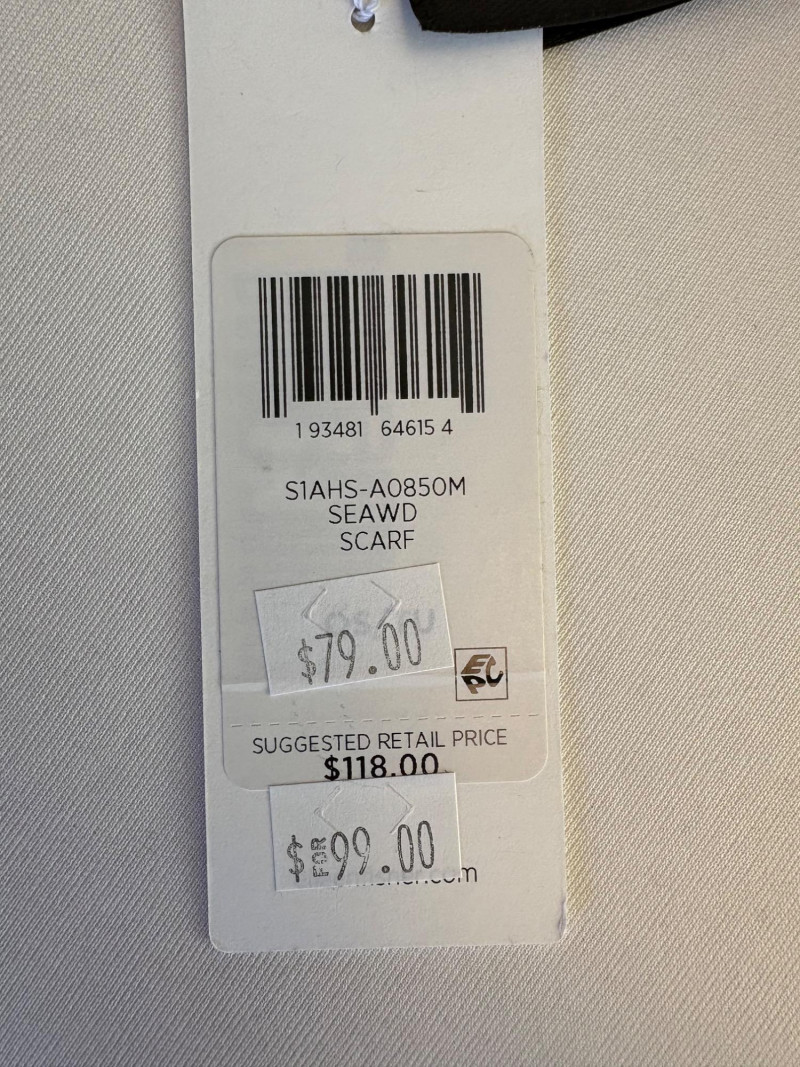 1 93481 64615 4
S1AHS-A0850M
SEAWD
SCARF
$79.00
SUGGESTED RETAIL PRICE
$118.00
$ FOR 99.00